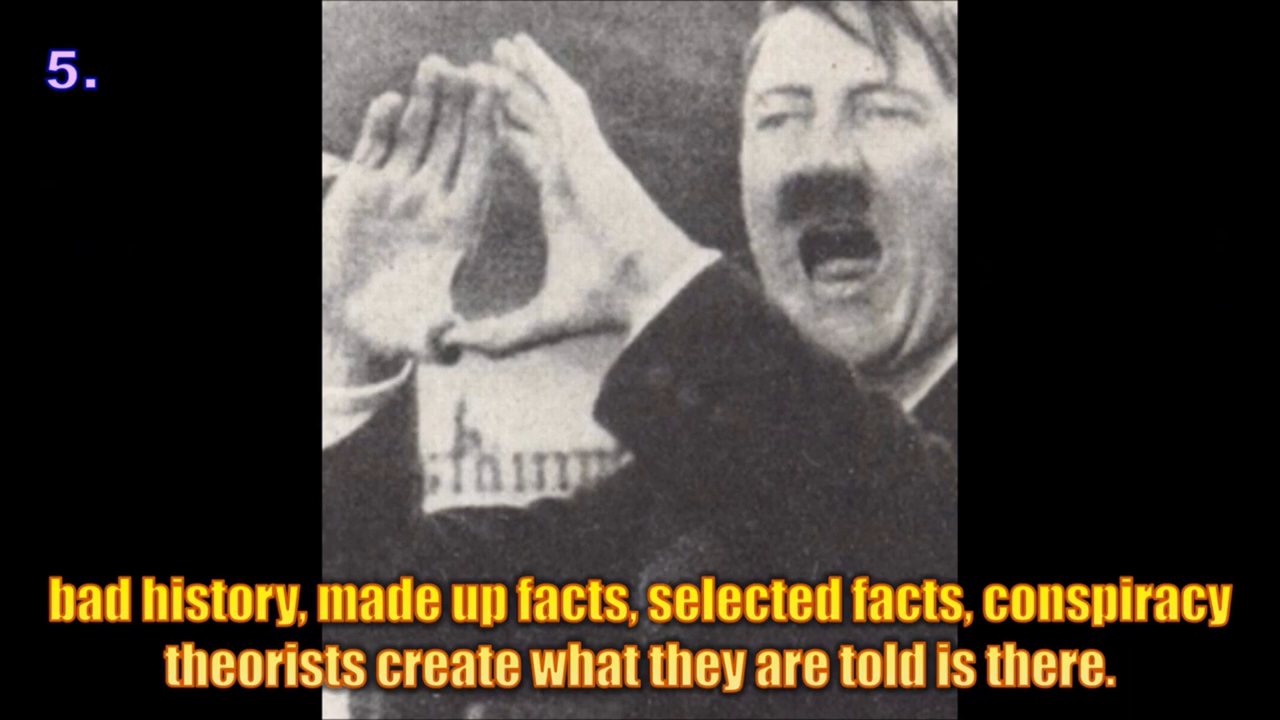 5.
bad history, made up facts, selected facts, conspiracy
theorists create what they are told is there.